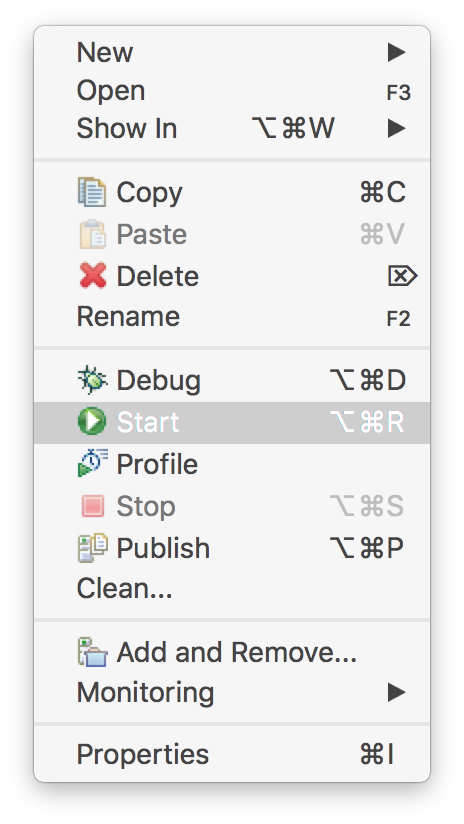 New ▶
Open F3
Show In ⌥⌘W ▶
Copy ⌘C
Paste ⌘V
Delete ⌦
Rename F2
Debug ⌥⌘D
Start ⌥⌘R
Profile
Stop ⌥⌘S
Publish ⌥⌘P
Clean...
Add and Remove...
Monitoring ▶
Properties ⌘I